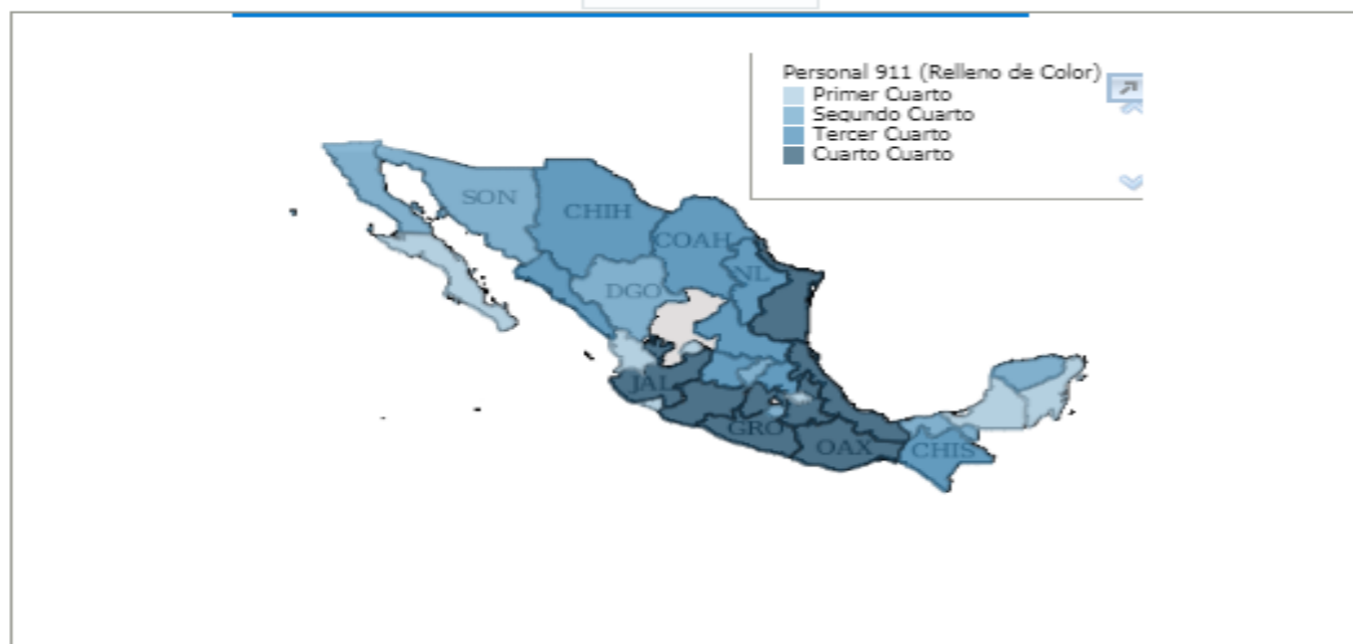 Personal 911 (Relleno de Color)
Primer Cuarto
Segundo Cuarto
Tercer Cuarto
Cuarto Cuarto
SON
CHIH
COAH
NL
DGO
JAL
GRO
OAX
CHIS